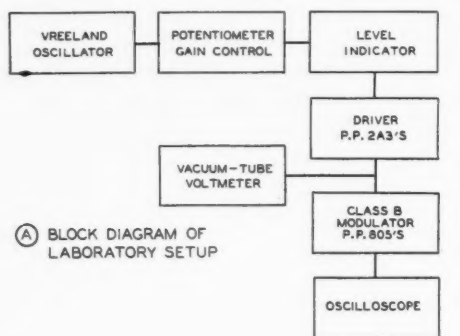 VREELAND
OSCILLATOR
POTENTIOMETER
GAIN CONTROL
LEVEL
INDICATOR
DRIVER
P.P. 2A3'S
VACUUM-TUBE
VOLTMETER
CLASS B
MODULATOR
P.P. 805'S
A BLOCK DIAGRAM OF
LABORATORY SETUP
OSCILLOSCOPE